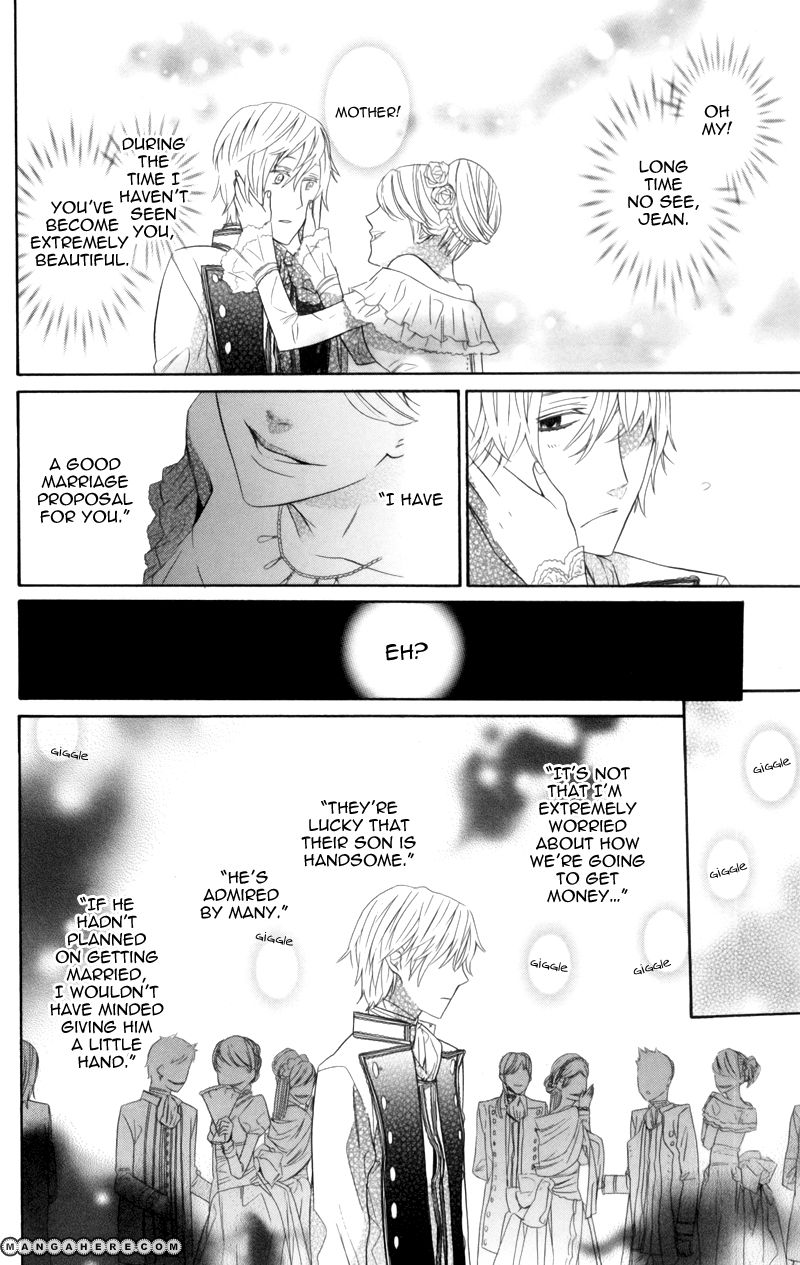 OH
MY!
LONG
TIME
NO SEE,
JEAN.
MOTHER!
DURING
THE
TIME I
HAVEN'T
SEEN
YOU,
YOU'VE
BECOME
EXTREMELY
BEAUTIFUL.
"I HAVE
A GOOD
MARRIAGE
PROPOSAL
FOR YOU."
EH?
GIGGLE
GIGGLE
GIGGLE
"IT'S NOT
THAT I'M
EXTREMELY
WORRIED
ABOUT HOW
WE'RE GOING
TO GET
MONEY..."
GIGGLE
"THEY'RE
LUCKY THAT
THEIR SON IS
HANDSOME."
"HE'S
ADMIRED
BY MANY."
GIGGLE
GIGGLE
"IF HE
HADN'T
PLANNED
ON GETTING
MARRIED,
I WOULDN'T
HAVE MINDED
GIVING HIM
A LITTLE
HAND."
MANGAHERE.COM